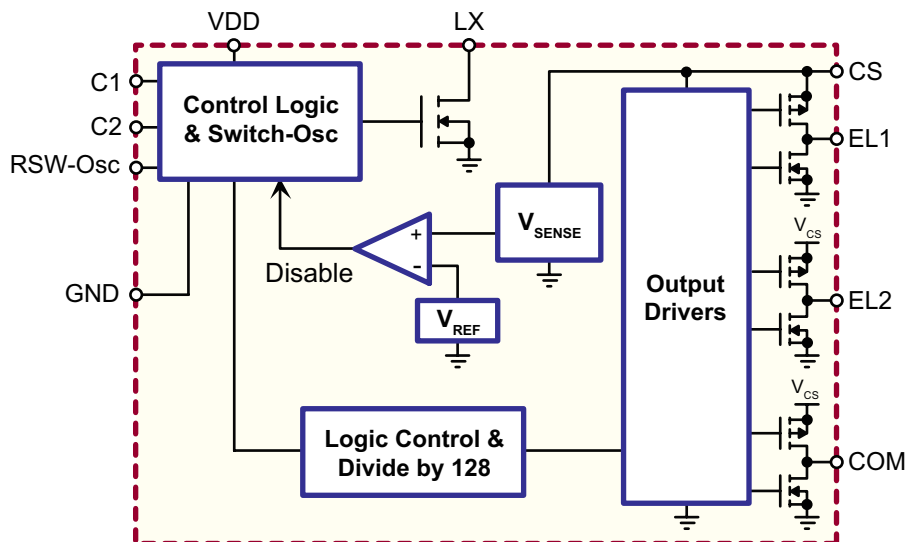 VDD
LX
C1
C2
RSW-Osc
GND
Control Logic
& Switch-Osc
Disable
+
-
VSENSE
VREF
Logic Control &
Divide by 128
Output
Drivers
CS
EL1
VCS
EL2
VCS
COM